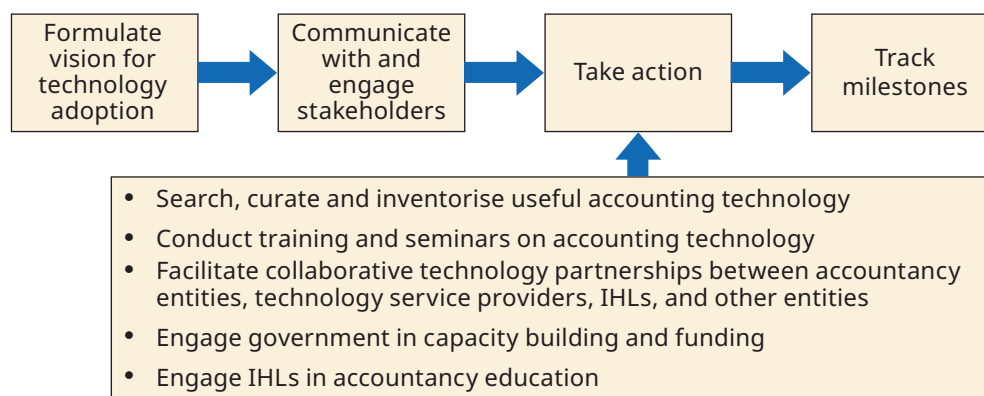 Formulate
vision for
technology
adoption
Communicate
with and
engage
stakeholders
Take action
Track
milestones
• Search, curate and inventorise useful accounting technology
• Conduct training and seminars on accounting technology
• Facilitate collaborative technology partnerships between accountancy
entities, technology service providers, IHLs, and other entities
• Engage government in capacity building and funding
• Engage IHLs in accountancy education